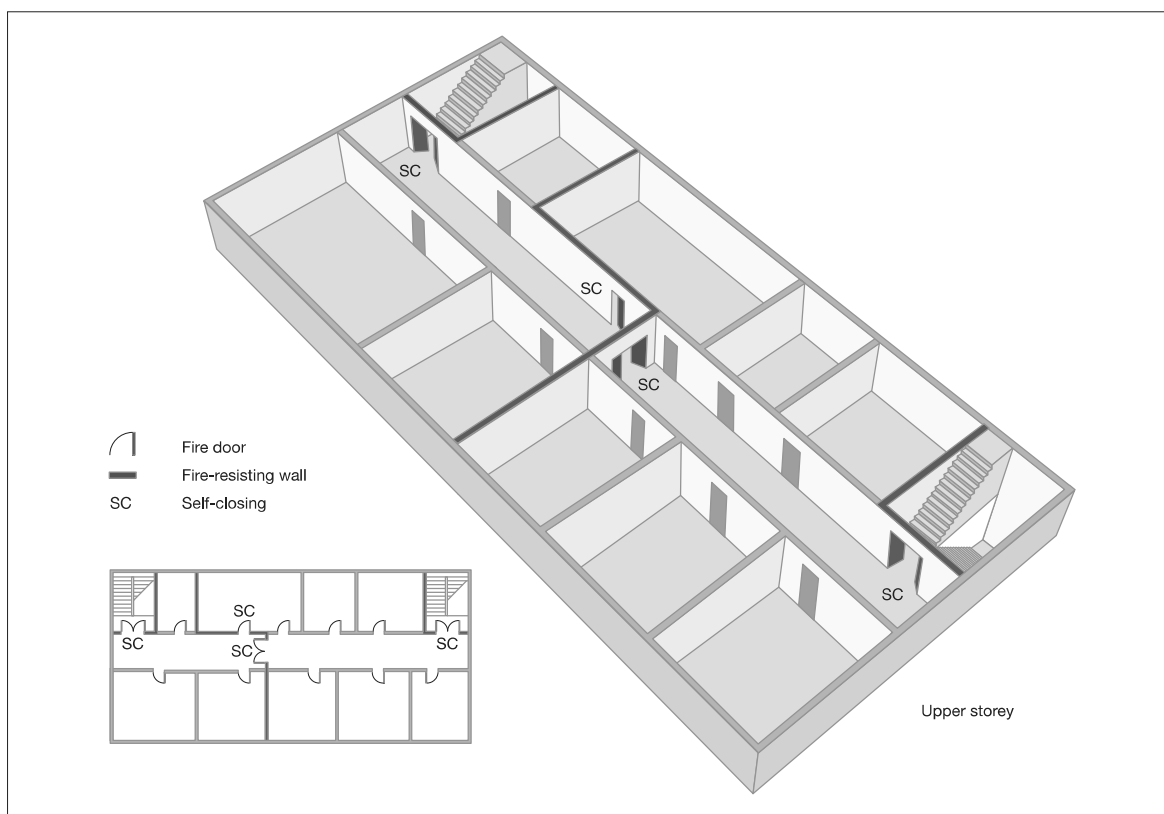 SC
SC
SC
SC
Fire door
Fire-resisting wall
SC Self-closing
SC
SC
SC
SC
Upper storey